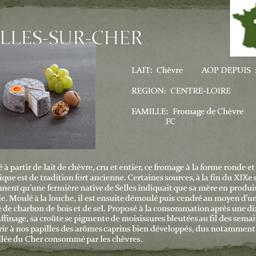 LLES-SUR-CHER
LAIT: Chèvre AOP DEPUIS :
REGION: CENTRE-LOIRE
FAMILLE: Fromage de Chèvre
FC
é à partir de lait de chèvre, cru et entier, ce fromage à la forme ronde et
ique est de tradition fort ancienne. Certaines sources, à la fin du XIXe s
nnent qu'une fermière native de Selles indiquait que sa mère en produis
le. Moulé à la louche, il est ensuite démoulé puis cendré au moyen d'un
e de charbon de bois et de sel. Proposé à la consommation après une di
ffinage, sa croûte se pigmente de moisissures bleutées au fil des semai
rir à nos papilles des arômes caprins bien développés, dus notamment
llée du Cher consommé par les chèvres.